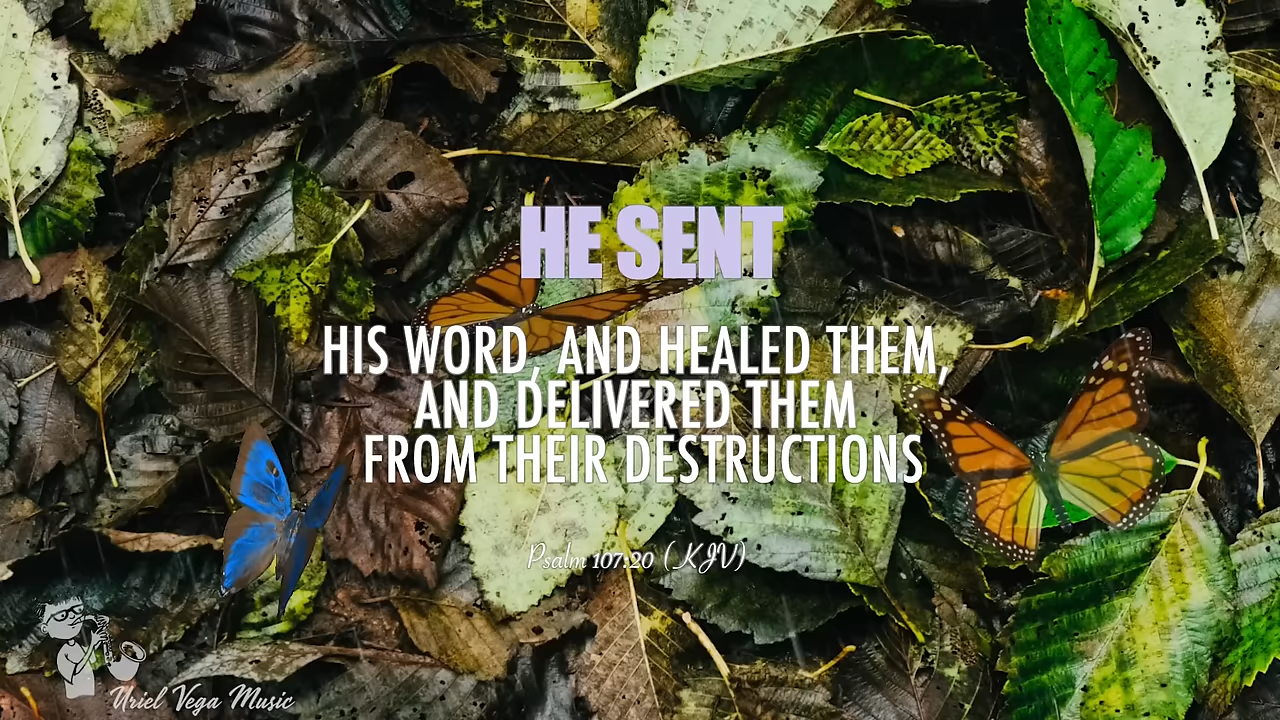 HE SENT
HIS WORD, AND HEALED THEM,
AND DELIVERED THEM
FROM THEIR DESTRUCTIONS
Psalm 107:20 (KJV)
Uriel Vega Music